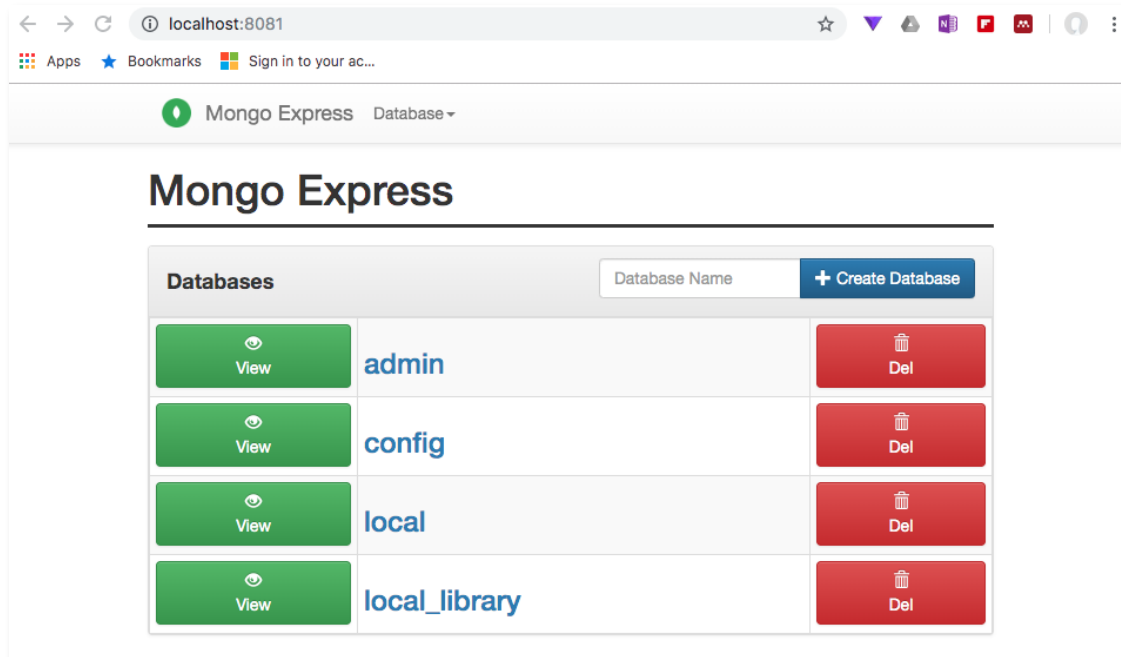 localhost:8081
Apps Bookmarks Sign in to your ac...
Mongo Express Database
Mongo Express
Databases Database Name + Create Database
View admin Del
View config Del
View local Del
View local_library Del